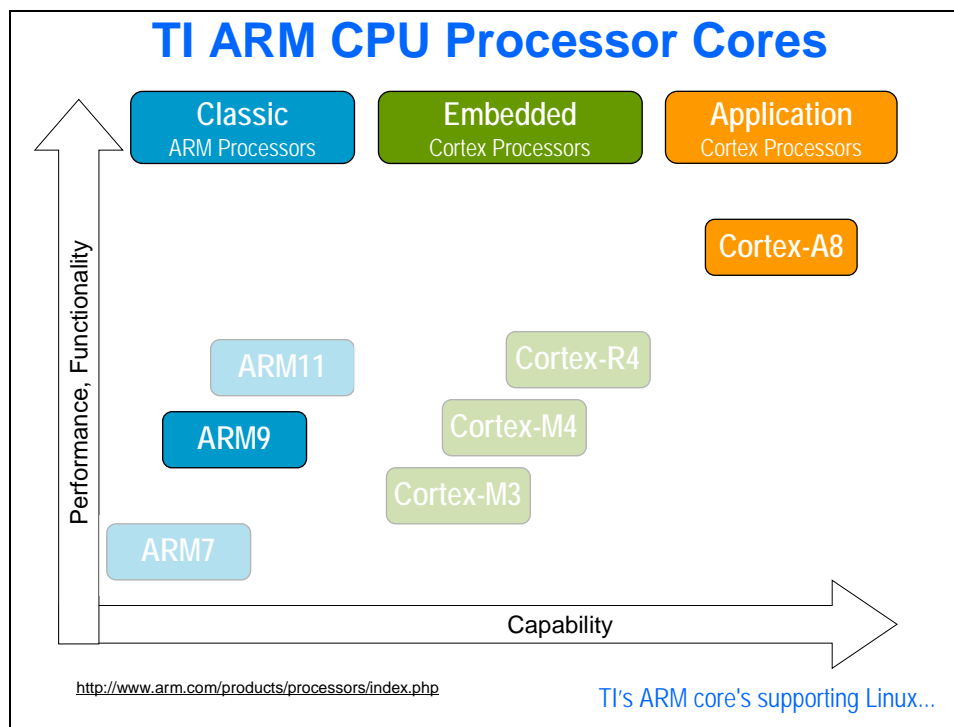 TI ARM CPU Processor Cores
Classic
ARM Processors
Embedded
Cortex Processors
Application
Cortex Processors
Performance, Functionality
Cortex-A8
ARM11
Cortex-R4
ARM9
Cortex-M4
Cortex-M3
ARM7
Capability
http://www.arm.com/products/processors/index.php
TI's ARM core's supporting Linux...